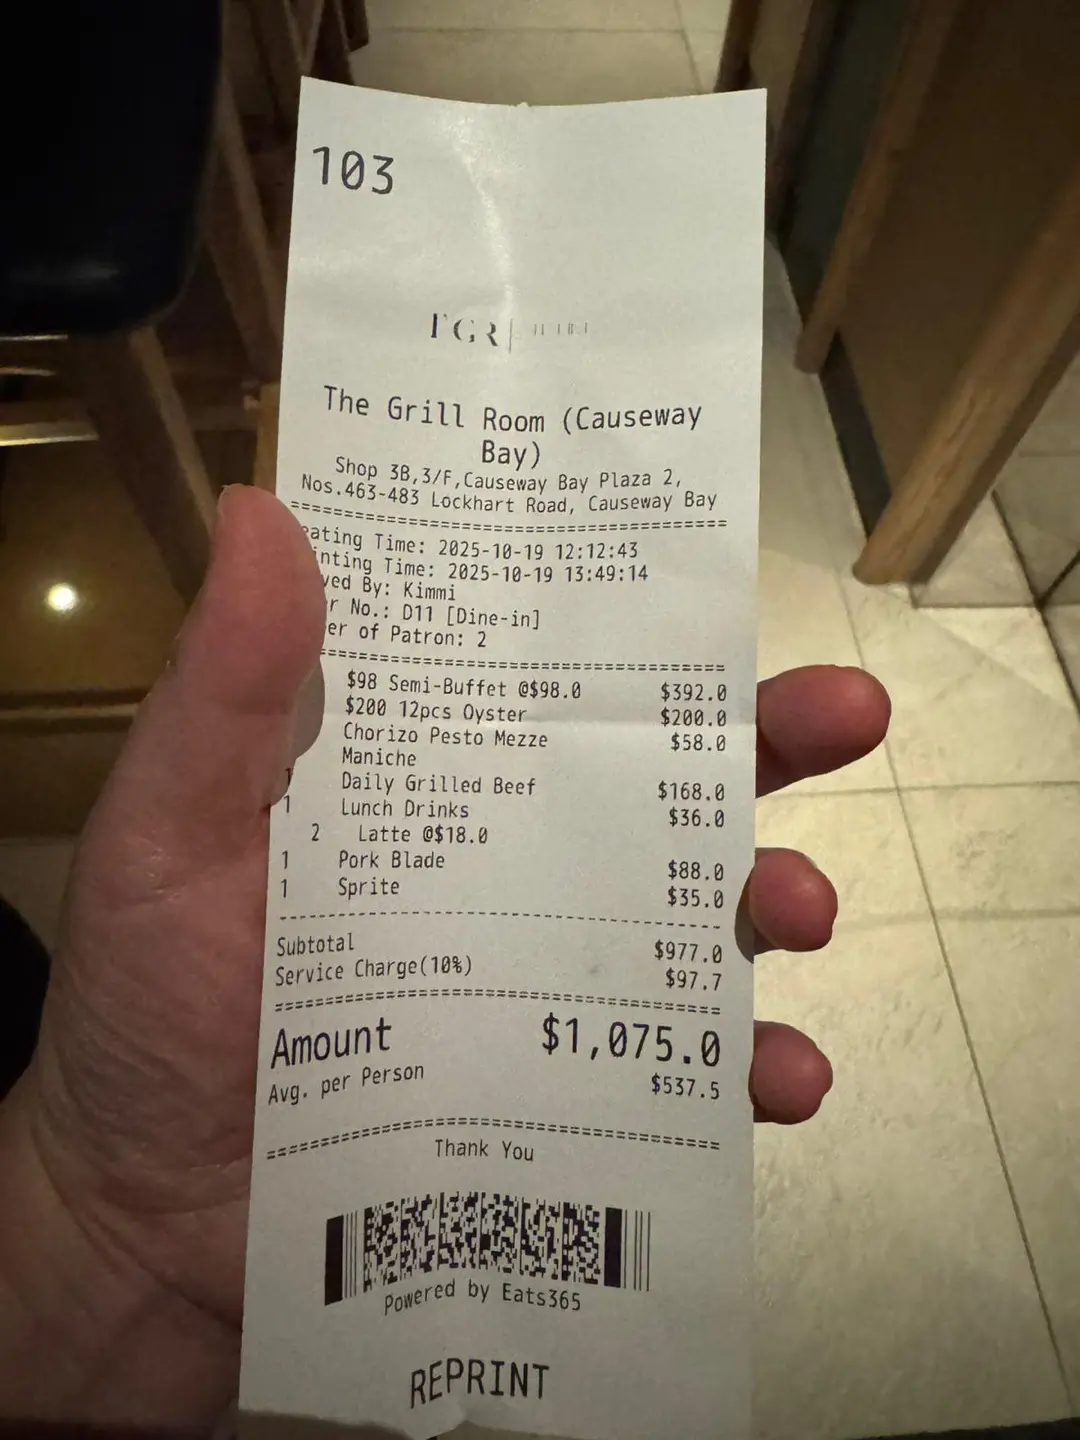 103
The Grill Room (Causeway
Bay)
Shop 3B,3/F,Causeway Bay Plaza 2,
Nos.463-483 Lockhart Road, Causeway Bay
eating Time: 2025-10-19 12:12:43
inting Time: 2025-10-19 13:49:14
ved By: Kimmi
r No.: D11 [Dine-in]
er of Patron: 2
$98 Semi-Buffet @$98.0 $392.0
$200 12pcs Oyster $200.0
Chorizo Pesto Mezze $58.0
Maniche
1 Daily Grilled Beef $168.0
1 Lunch Drinks $36.0
2 Latte @$18.0
1 Pork Blade $88.0
1 Sprite $35.0
Subtotal $977.0
Service Charge(10%) $97.7
Amount $1,075.0
Avg. per Person $537.5
Thank You
Powered by Eats365
REPRINT